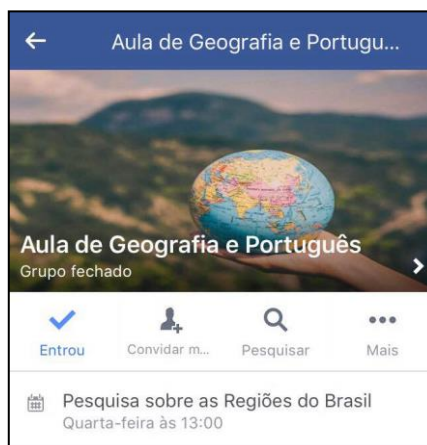 Aula de Geografia e Portugu...
Aula de Geografia e Português
Grupo fechado
Entrou
Convidar m...
Pesquisar
Mais
Pesquisa sobre as Regiões do Brasil
Quarta-feira às 13:00